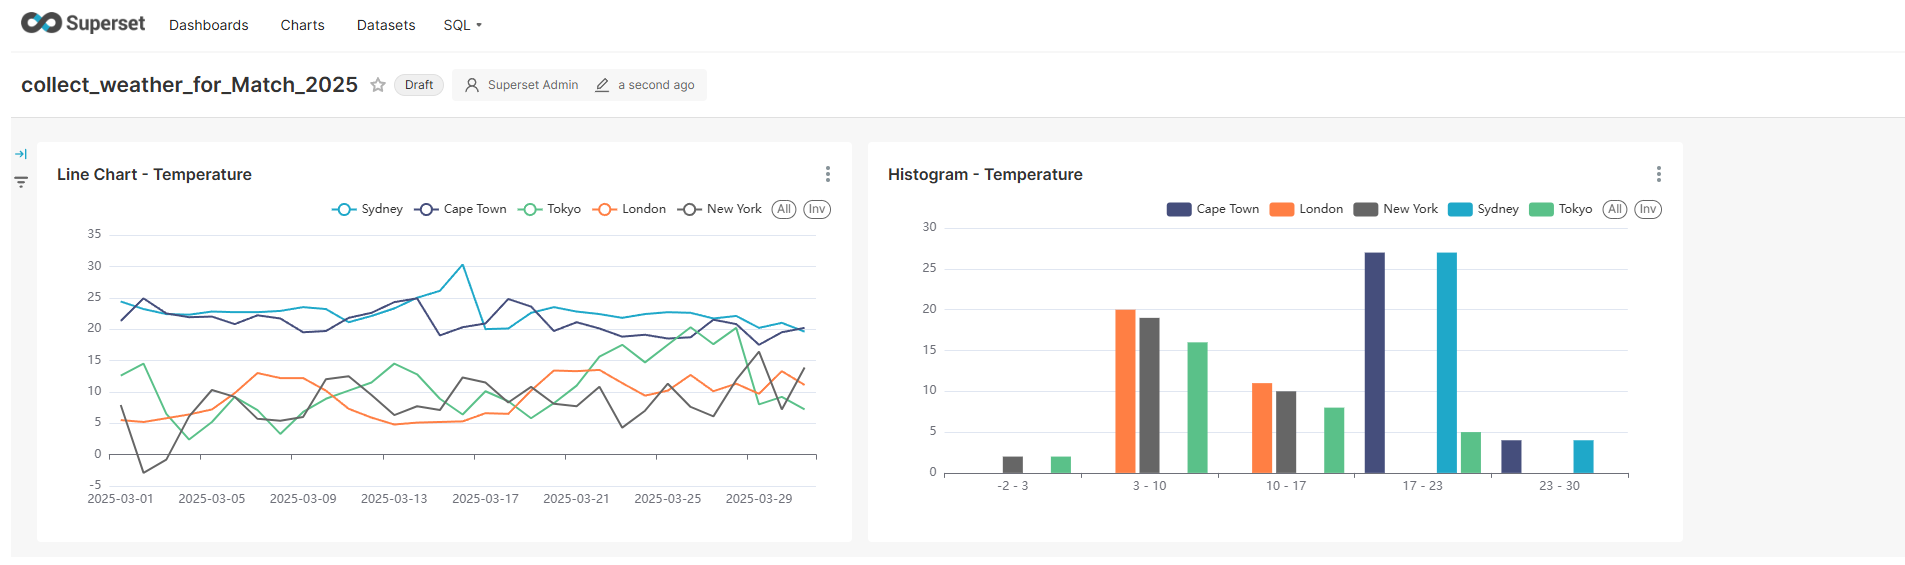 Superset Dashboards Charts Datasets SQL
collect_weather_for_Match_2025 Draft Superset Admin a second ago
Line Chart - Temperature
Sydney Cape Town Tokyo London New York All Inv
35
30
25
20
15
10
5
0
-5
2025-03-01 2025-03-05 2025-03-09 2025-03-13 2025-03-17 2025-03-21 2025-03-25 2025-03-29
Histogram - Temperature
Cape Town London New York Sydney Tokyo All Inv
30
25
20
15
10
5
0
-2 - 3 3 - 10 10 - 17 17 - 23 23 - 30